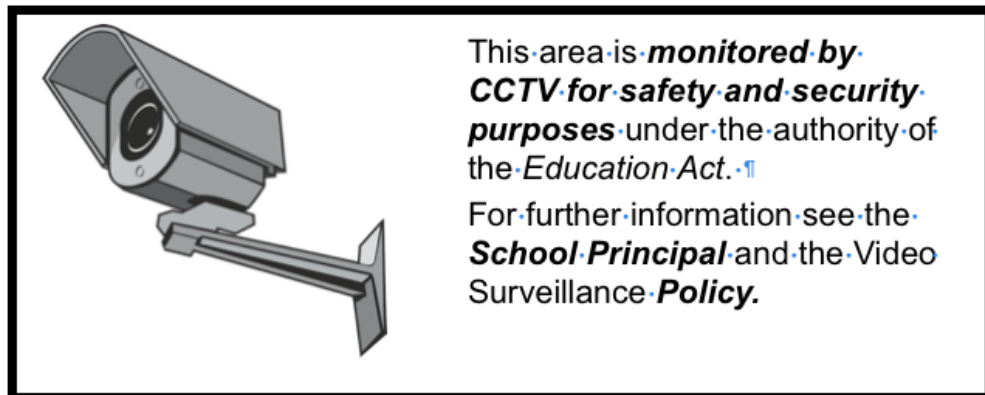 This area is monitored by
CCTV for safety and security
purposes under the authority of
the Education Act. ¶
For further information see the
School Principal and the Video
Surveillance Policy.